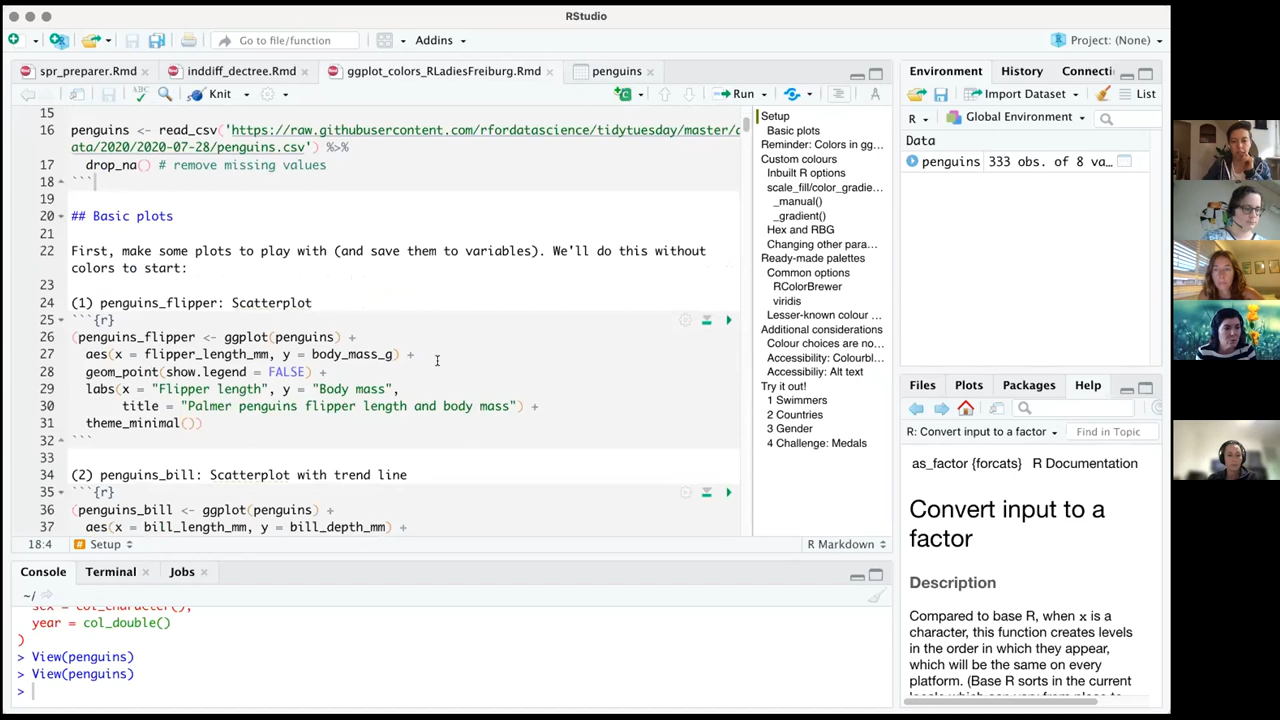 RStudio
Go to file/function
Addins
Project: (None)
spr_preparer.Rmd
inddiff_dectree.Rmd
ggplot_colors_RLadiesFreiburg.Rmd
penguins
ABC
Knit
Run
15
16 penguins <- read_csv('https://raw.githubusercontent.com/rfordatascience/tidytuesday/master/d
ata/2020/2020-07-28/penguins.csv') %>%
17 drop_na() # remove missing values
18 ```
19
20 ## Basic plots
21
22 First, make some plots to play with (and save them to variables). We'll do this without
colors to start:
23
24 (1) penguins_flipper: Scatterplot
25 ```{r}
26 (penguins_flipper <- ggplot(penguins) +
27 aes(x = flipper_length_mm, y = body_mass_g) +
28 geom_point(show.legend = FALSE) +
29 labs(x = "Flipper length", y = "Body mass",
30 title = "Palmer penguins flipper length and body mass") +
31 theme_minimal())
32 ```
33
34 (2) penguins_bill: Scatterplot with trend line
35 ```{r}
36 (penguins_bill <- ggplot(penguins) +
37 aes(x = bill_length_mm, y = bill_depth_mm) +
18:4 # Setup R Markdown
Setup
Basic plots
Reminder: Colors in gg...
Custom colours
Inbuilt R options
scale_fill/color_gradie...
_manual()
_gradient()
Hex and RBG
Changing other para...
Ready-made palettes
Common options
RColorBrewer
viridis
Lesser-known colour ...
Additional considerations
Colour choices are no...
Accessibility: Colourbl...
Accessibiliy: Alt text
Try it out!
1 Swimmers
2 Countries
3 Gender
4 Challenge: Medals
Console Terminal Jobs
~/
sex = col_character(),
year = col_double()
)
> View(penguins)
> View(penguins)
>
Environment History Connecti
Import Dataset List
R Global Environment
Data
penguins 333 obs. of 8 va...
Files Plots Packages Help
R: Convert input to a factor Find in Topic
as_factor {forcats} R Documentation
Convert input to a
factor
Description
Compared to base R, when x is a
character, this function creates levels
in the order in which they appear,
which will be the same on every
platform. (Base R sorts in the current